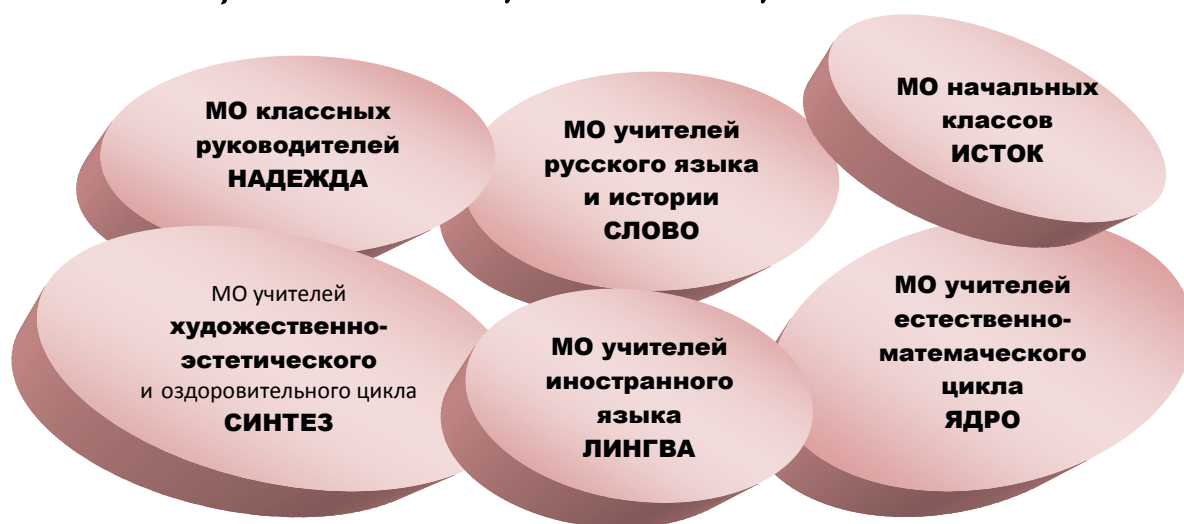 МО классных
руководителей
НАДЕЖДА
МО учителей
русского языка
и истории
СЛОВО
МО начальных
классов
ИСТОК
МО учителей
художественно-
эстетического
и оздоровительного цикла
СИНТЕЗ
МО учителей
иностранного
языка
ЛИНГВА
МО учителей
естественно-
матемаческого
цикла
ЯДРО